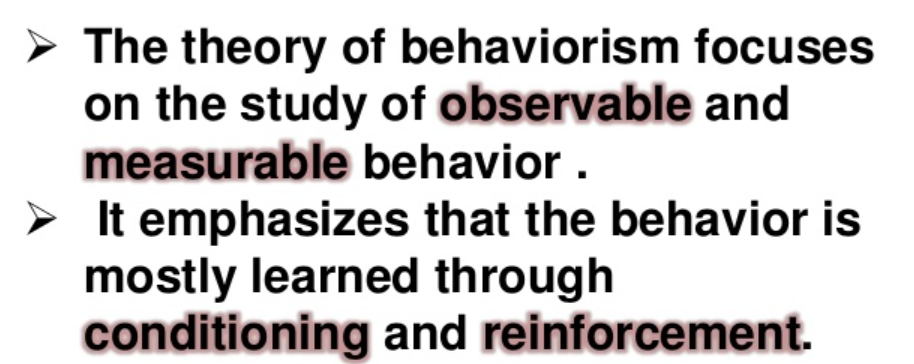 ➢ The theory of behaviorism focuses
on the study of observable and
measurable behavior .
➢ It emphasizes that the behavior is
mostly learned through
conditioning and reinforcement.